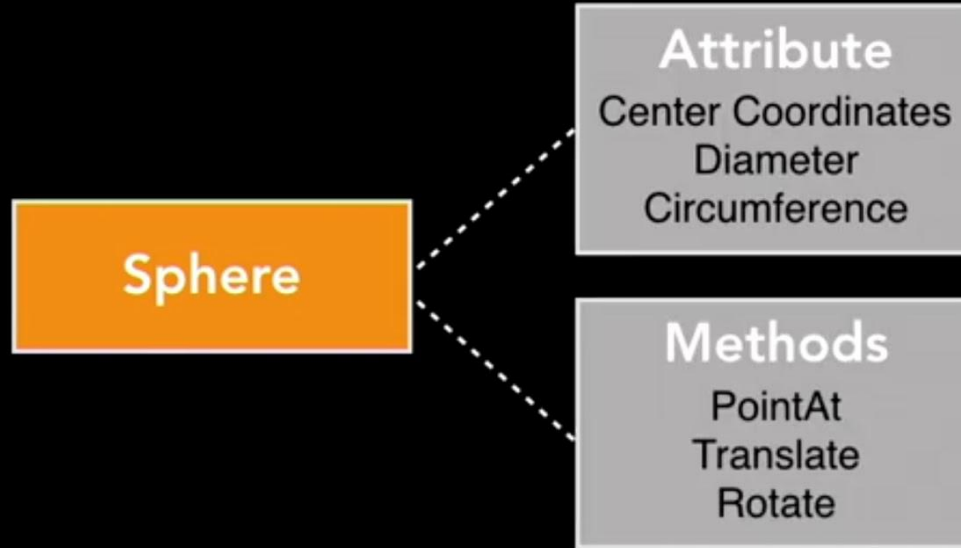 Sphere
Attribute
Center Coordinates
Diameter
Circumference
Methods
PointAt
Translate
Rotate